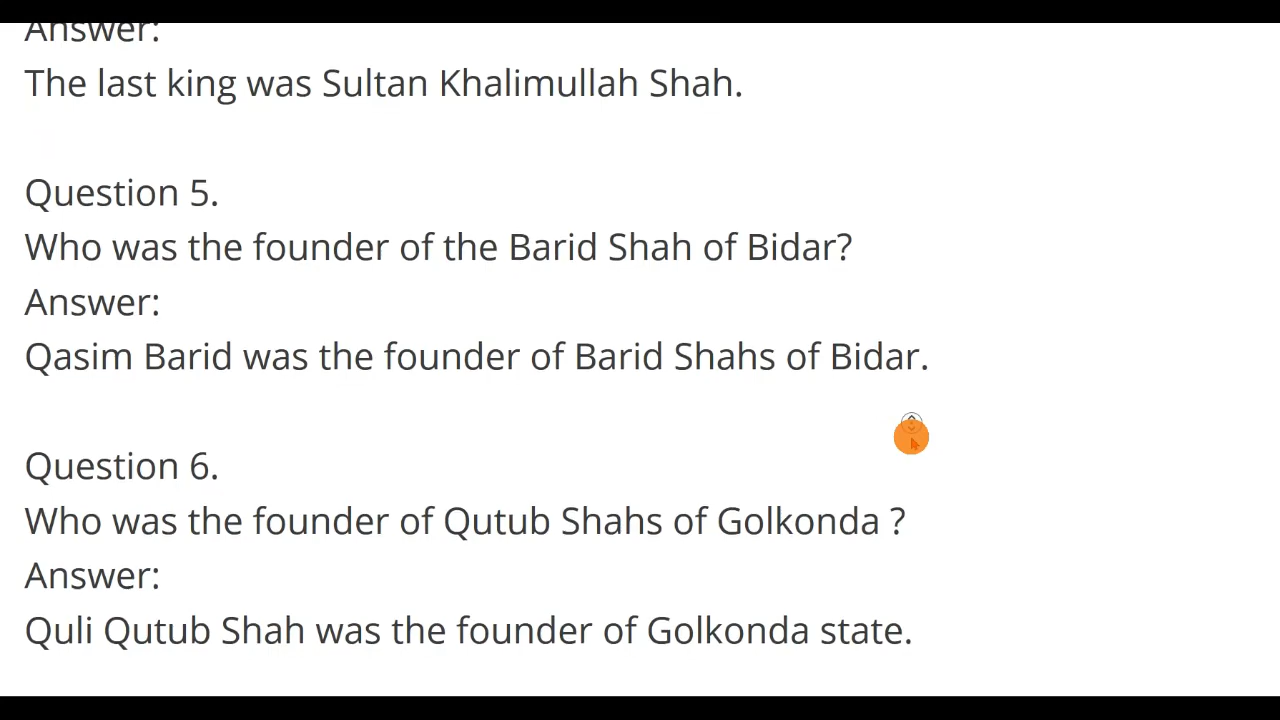 Answer:
The last king was Sultan Khalimullah Shah.
Question 5.
Who was the founder of the Barid Shah of Bidar?
Answer:
Qasim Barid was the founder of Barid Shahs of Bidar.
Question 6.
Who was the founder of Qutub Shahs of Golkonda ?
Answer:
Quli Qutub Shah was the founder of Golkonda state.